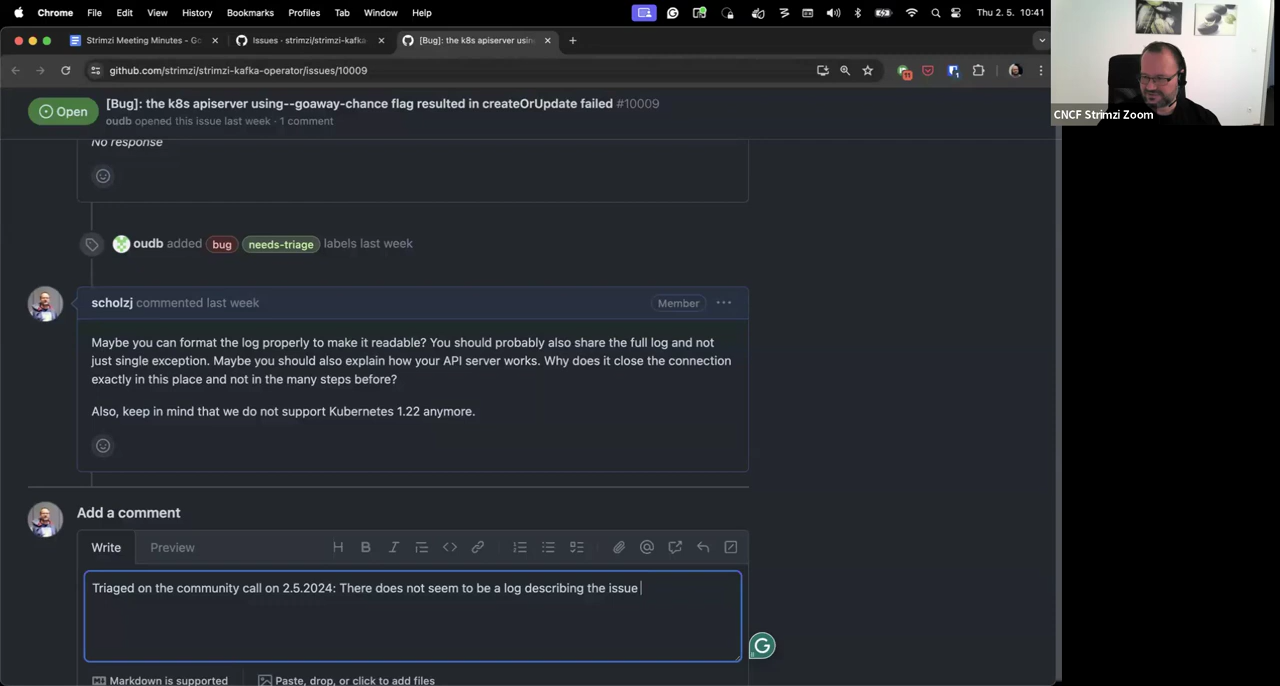 Chrome File Edit View History Bookmarks Profiles Tab Window Help Thu 2. 5. 10:41
Strimzi Meeting Minutes - Go Issues · strimzi/strimzi-kafka- [Bug]: the k8s apiserver usin
github.com/strimzi/strimzi-kafka-operator/issues/10009 11
CNCF Strimzi Zoom
Open [Bug]: the k8s apiserver using--goaway-chance flag resulted in createOrUpdate failed #10009
oudb opened this issue last week · 1 comment
No response
oudb added bug needs-triage labels last week
scholzj commented last week Member
Maybe you can format the log properly to make it readable? You should probably also share the full log and not
just single exception. Maybe you should also explain how your API server works. Why does it close the connection
exactly in this place and not in the many steps before?
Also, keep in mind that we do not support Kubernetes 1.22 anymore.
Add a comment
Write Preview
Triaged on the community call on 2.5.2024: There does not seem to be a log describing the issue
Markdown is supported Paste, drop, or click to add files